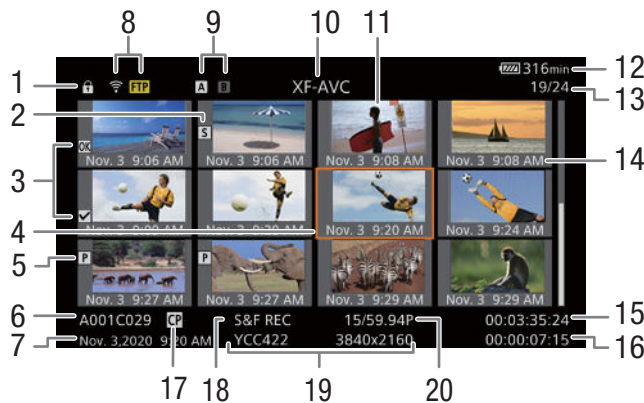 8 9 10 11
12
316min
1 FTP A B XF-AVC 19/24 13
2 S
OK Nov. 3 9:06 AM Nov. 3 9:06 AM Nov. 3 9:08 AM Nov. 3 9:08 AM 14
3
4 Nov. 3 9:20 AM Nov. 3 9:24 AM
5 P P
Nov. 3 9:27 AM Nov. 3 9:27 AM Nov. 3 9:29 AM Nov. 3 9:29 AM
6 A001C029 CP S&F REC 15/59.94P 00:03:35:24 15
7 Nov. 3,2020 9:20 AM YCC422 3840x2160 00:00:07:15 16
17 18 19 20